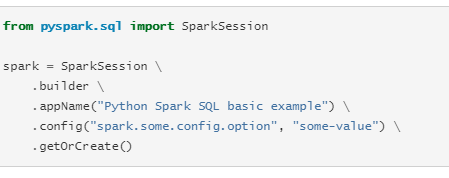 from pyspark.sql import SparkSession
spark = SparkSession \
    .builder \
    .appName("Python Spark SQL basic example") \
    .config("spark.some.config.option", "some-value") \
    .getOrCreate()